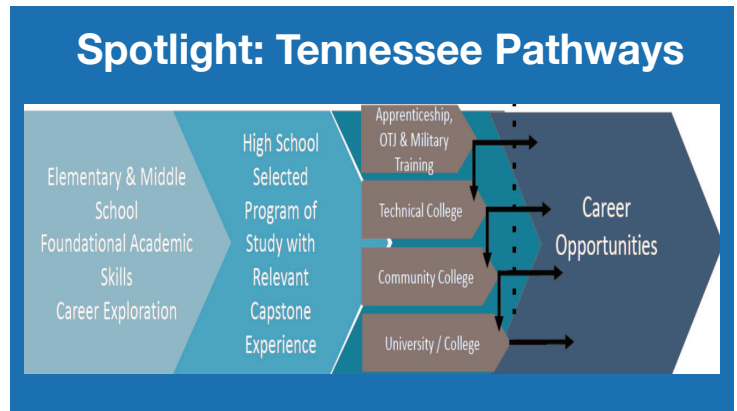 Spotlight: Tennessee Pathways
Elementary & Middle
School
Foundational Academic
Skills
Career Exploration
High School
Selected
Program of
Study with
Relevant
Capstone
Experience
Apprenticeship,
OTJ & Military
Training
Technical College
Community College
University / College
Career
Opportunities